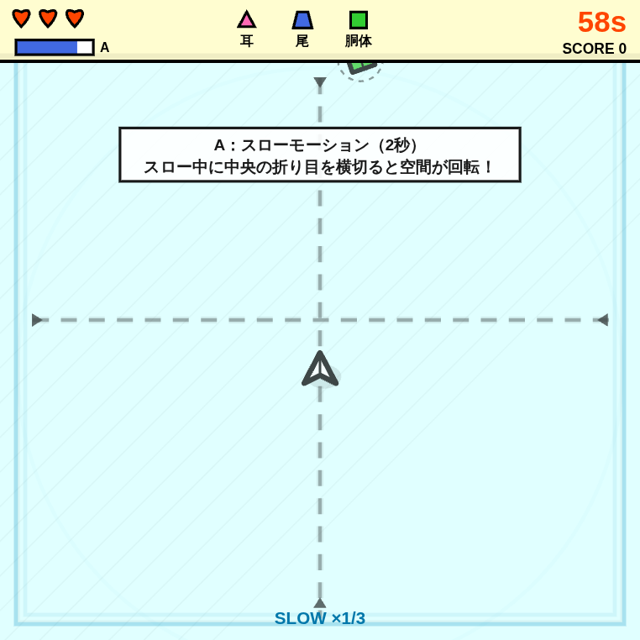 58s
A
耳
尾
胴体
SCORE 0
A：スローモーション（2秒）
スロー中に中央の折り目を横切ると空間が回転！
SLOW ×1/3